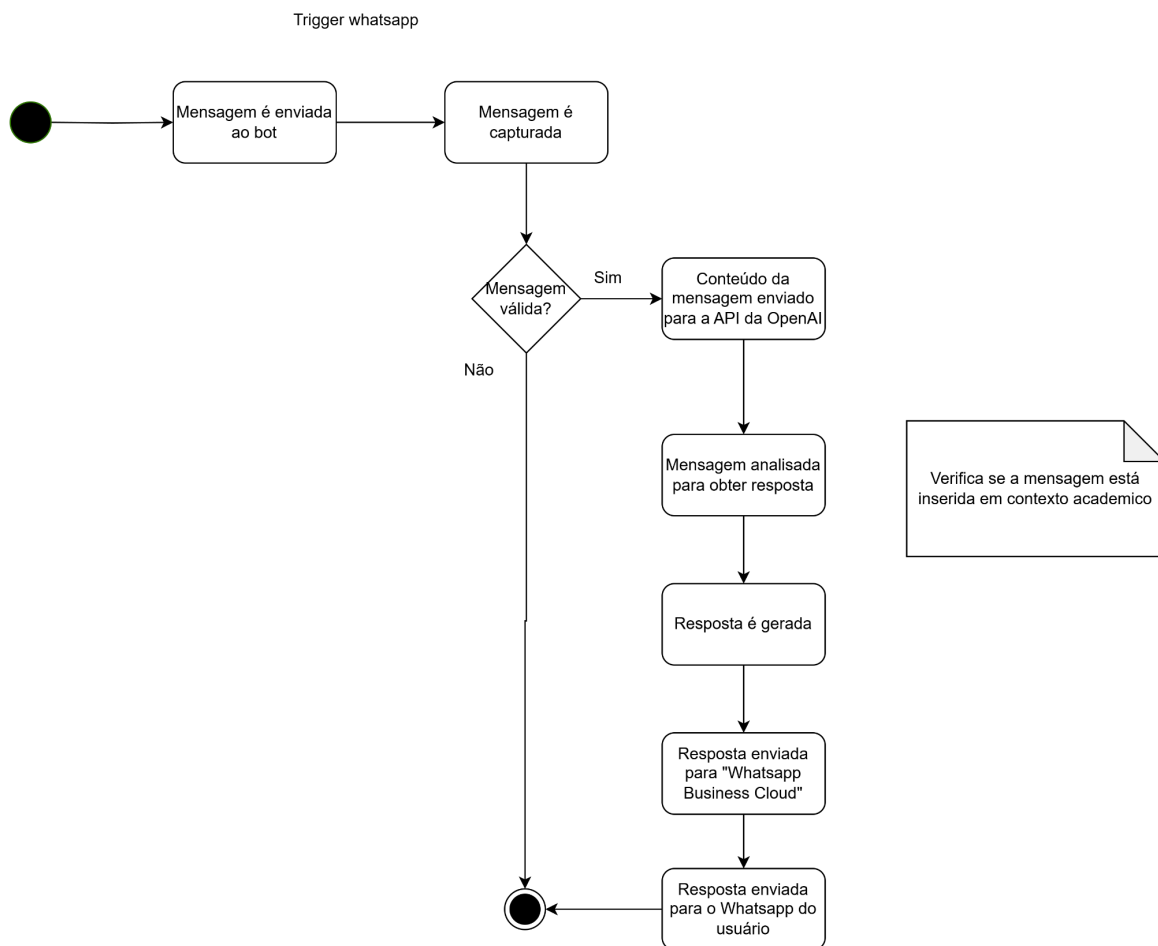 Trigger whatsapp
Mensagem é enviada
ao bot
Mensagem é
capturada
Mensagem
válida?
Sim
Não
Conteúdo da
mensagem enviado
para a API da OpenAI
Mensagem analisada
para obter resposta
Verifica se a mensagem está
inserida em contexto academico
Resposta é gerada
Resposta enviada
para "Whatsapp
Business Cloud"
Resposta enviada
para o Whatsapp do
usuário